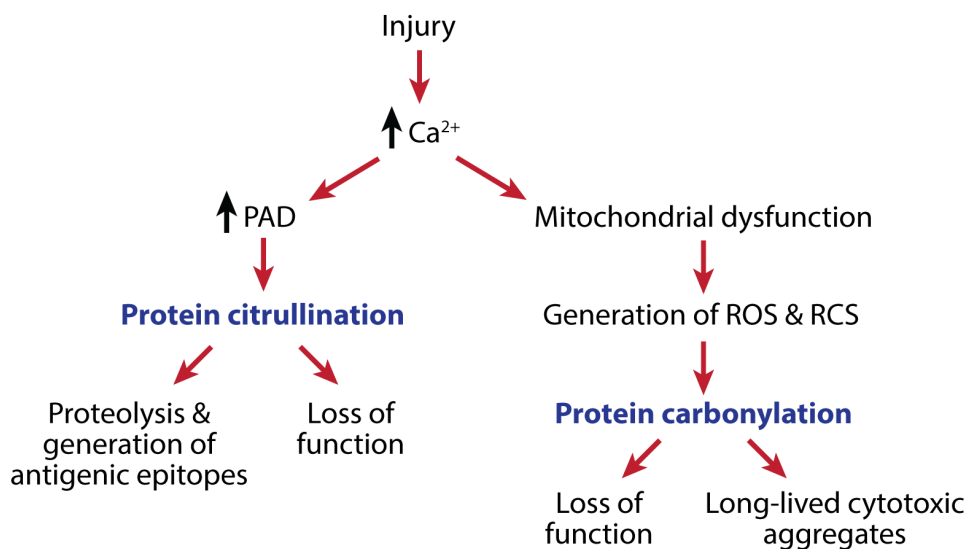 Injury
Ca²⁺
PAD
Mitochondrial dysfunction
Protein citrullination
Generation of ROS & RCS
Proteolysis &
generation of
antigenic epitopes
Loss of
function
Protein carbonylation
Loss of
function
Long-lived cytotoxic
aggregates